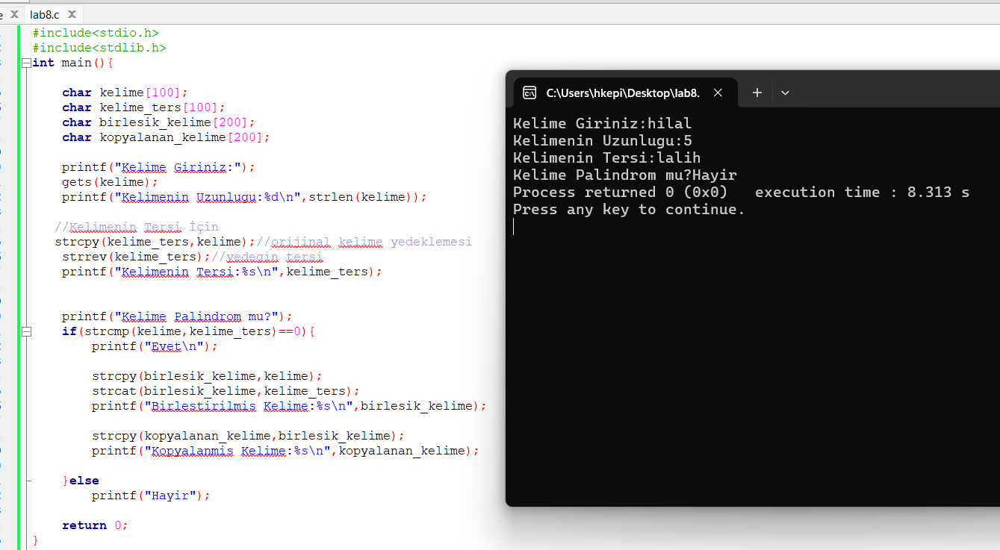 lab8.c
#include<stdio.h>
#include<stdlib.h>
int main(){
char kelime[100];
char kelime_ters[100];
char birlesik_kelime[200];
char kopyalanan_kelime[200];
printf("Kelime Giriniz:");
gets(kelime);
printf("Kelimenin Uzunlugu:%d\n",strlen(kelime));
//Kelimenin Tersi İçin
strcpy(kelime_ters,kelime);//orijinal kelime yedeklemesi
strrev(kelime_ters);//yedegin tersi
printf("Kelimenin Tersi:%s\n",kelime_ters);
printf("Kelime Palindrom mu?");
if(strcmp(kelime,kelime_ters)==0){
printf("Evet\n");
strcpy(birlesik_kelime,kelime);
strcat(birlesik_kelime,kelime_ters);
printf("Birlestirilmis Kelime:%s\n",birlesik_kelime);
strcpy(kopyalanan_kelime,birlesik_kelime);
printf("Kopyalanmis Kelime:%s\n",kopyalanan_kelime);
}else
printf("Hayir");
return 0;
}
C:\Users\hkepi\Desktop\lab8.
Kelime Giriniz:hilal
Kelimenin Uzunlugu:5
Kelimenin Tersi:lalih
Kelime Palindrom mu?Hayir
Process returned 0 (0x0)   execution time : 8.313 s
Press any key to continue.